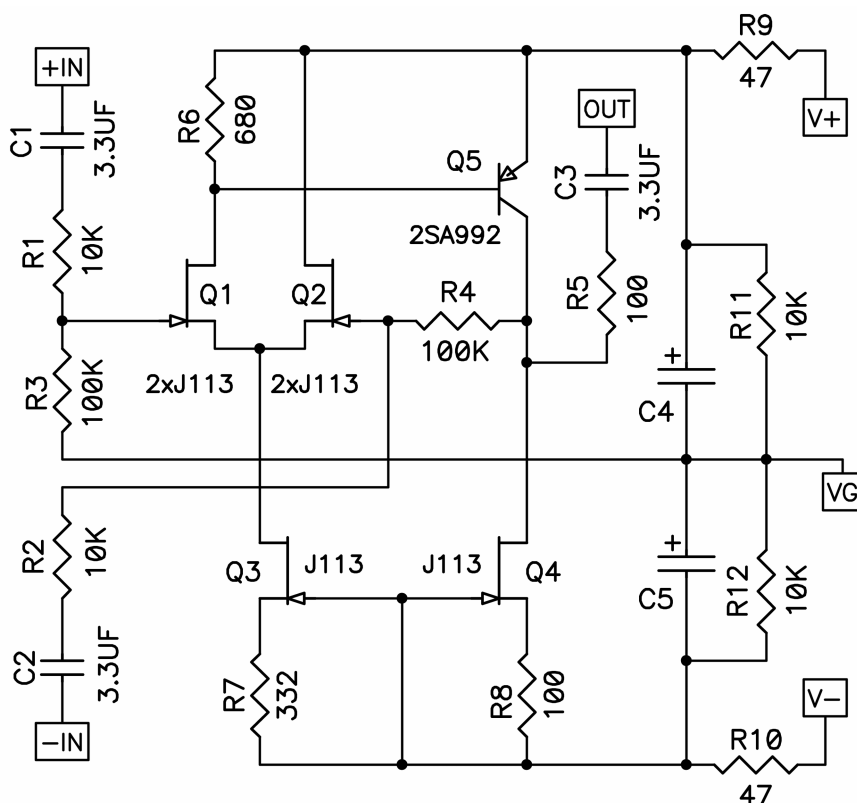 +IN
C1
3.3UF
R1
10K
R3
100K
R6
680
Q1
2xJ113
Q2
2xJ113
R4
100K
Q5
2SA992
OUT
C3
3.3UF
R5
100
R9
47
V+
R11
10K
+
C4
VG
+
C5
R12
10K
R2
10K
C2
3.3UF
-IN
Q3
J113
J113
Q4
R7
332
R8
100
V-
R10
47